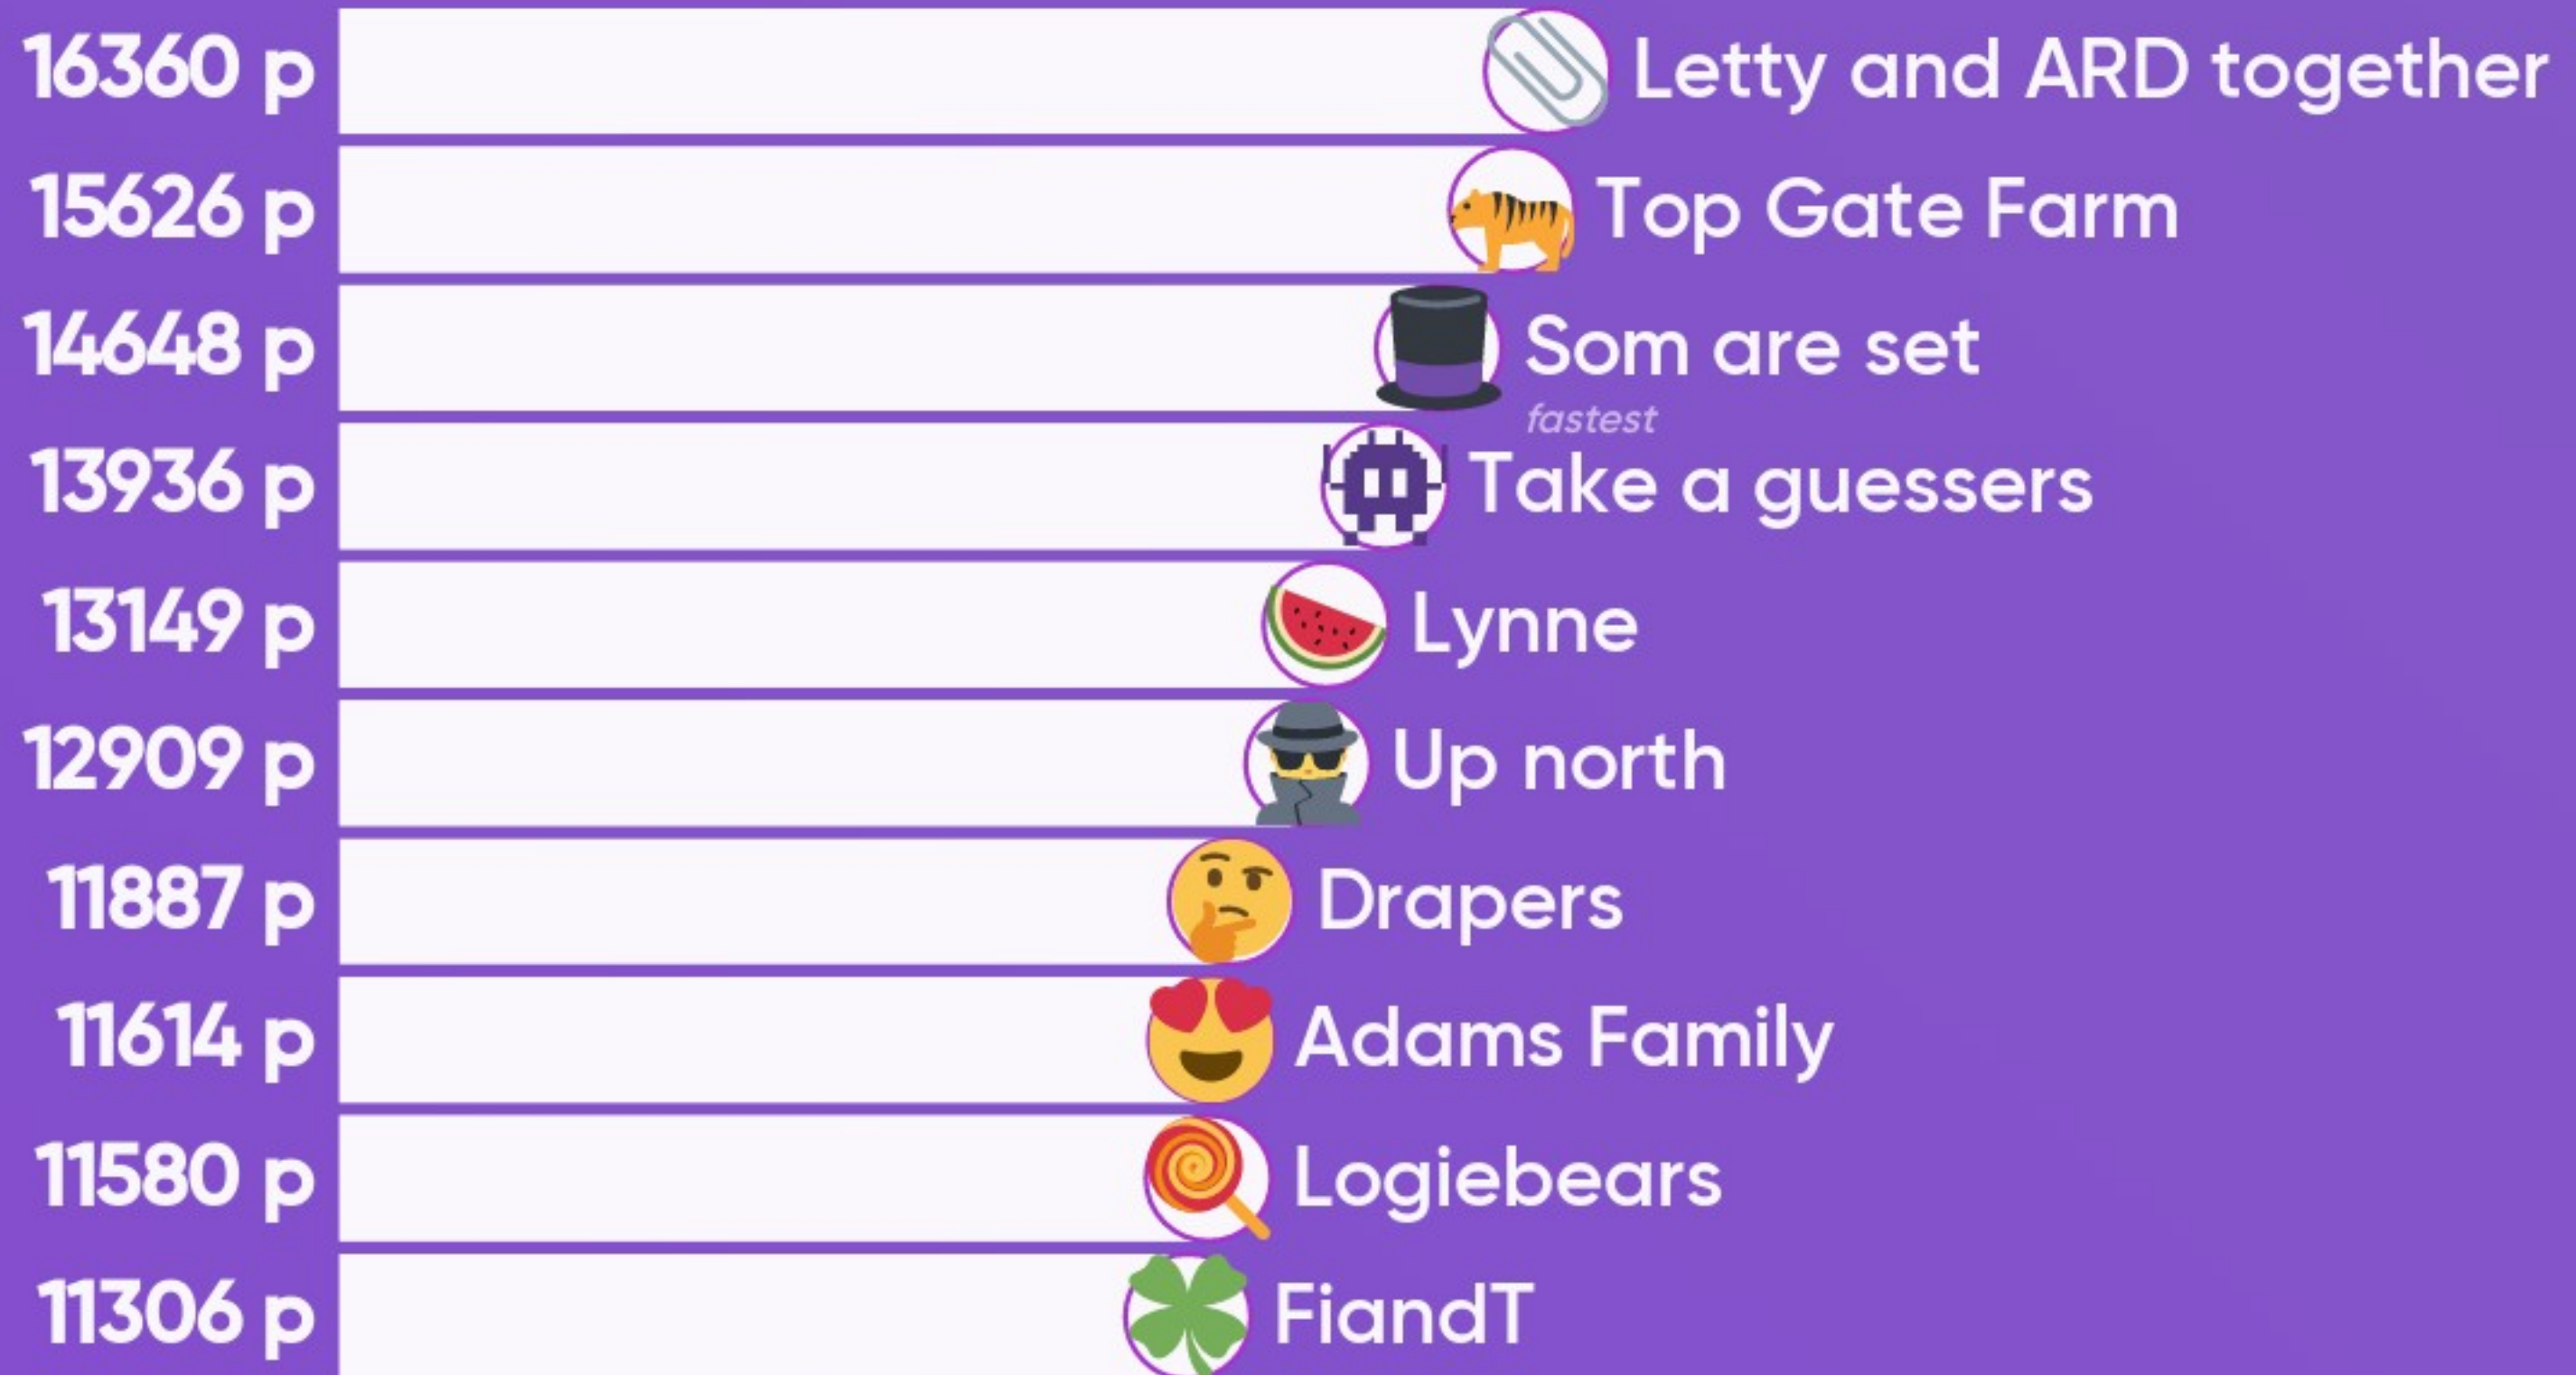 16360 p Letty and ARD together
15626 p Top Gate Farm
14648 p Som are set
fastest
13936 p Take a guessers
13149 p Lynne
12909 p Up north
11887 p Drapers
11614 p Adams Family
11580 p Logiebears
11306 p FiandT